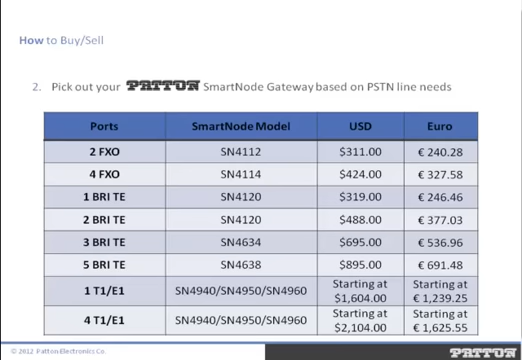 How to Buy/Sell
2. Pick out your PATTON SmartNode Gateway based on PSTN line needs
Ports SmartNode Model USD Euro
2 FXO SN4112 $311.00 € 240.28
4 FXO SN4114 $424.00 € 327.58
1 BRI TE SN4120 $319.00 € 246.46
2 BRI TE SN4120 $488.00 € 377.03
3 BRI TE SN4634 $695.00 € 536.96
5 BRI TE SN4638 $895.00 € 691.48
1 T1/E1 SN4940/SN4950/SN4960 Starting at $1,604.00 Starting at € 1,239.25
4 T1/E1 SN4940/SN4950/SN4960 Starting at $2,104.00 Starting at € 1,625.55
© 2012 Patton Electronics Co.
PATTON